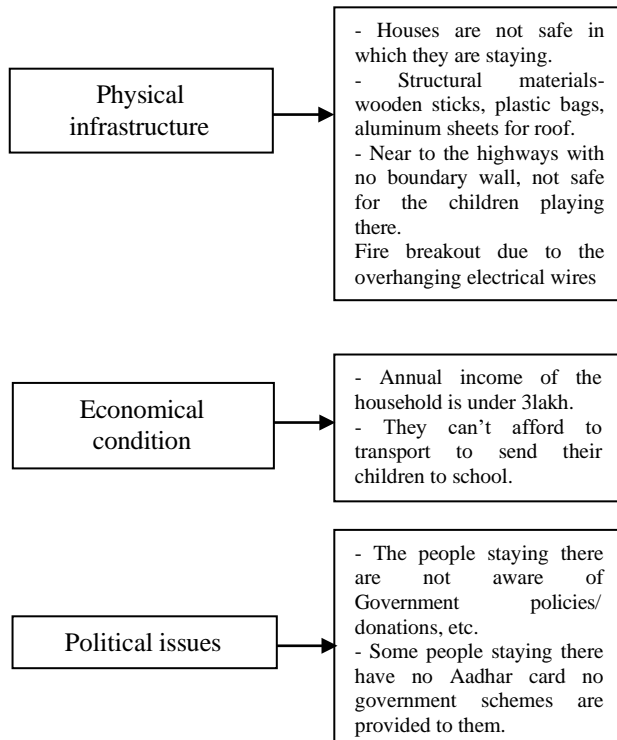 Physical
infrastructure
- Houses are not safe in
which they are staying.
- Structural materials-
wooden sticks, plastic bags,
aluminum sheets for roof.
- Near to the highways with
no boundary wall, not safe
for the children playing
there.
Fire breakout due to the
overhanging electrical wires
Economical
condition
- Annual income of the
household is under 3lakh.
- They can’t afford to
transport to send their
children to school.
Political issues
- The people staying there
are not aware of
Government policies/
donations, etc.
- Some people staying there
have no Aadhar card no
government schemes are
provided to them.